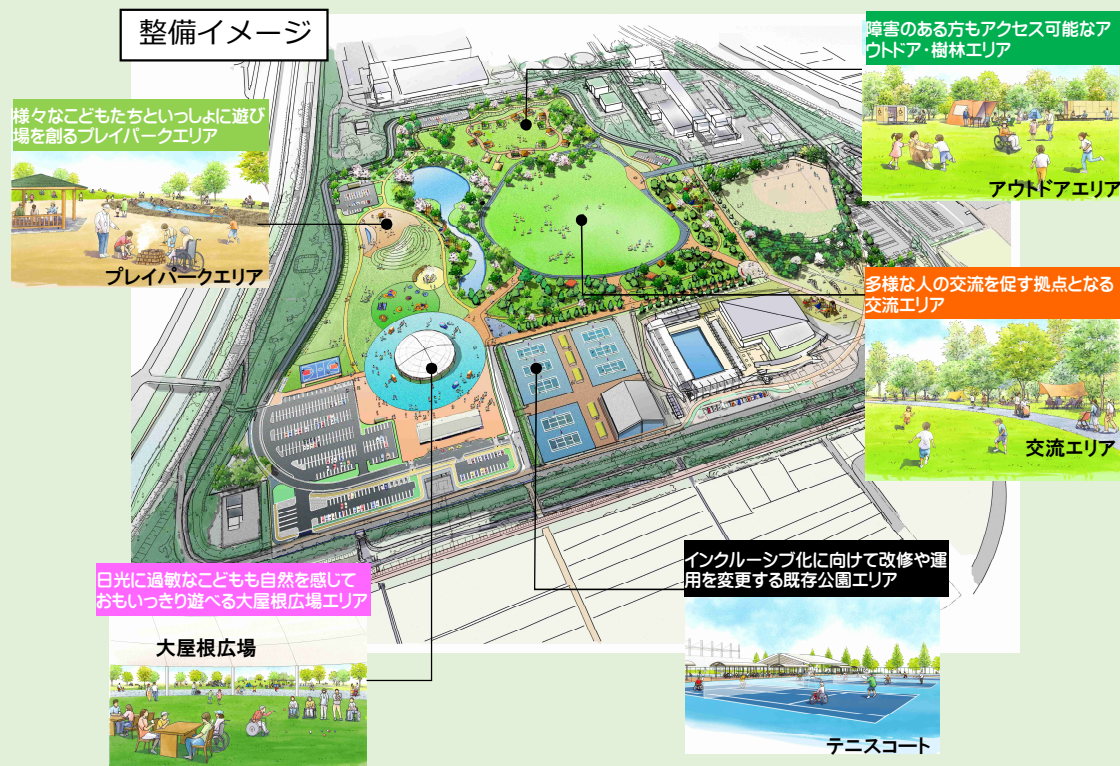 整備イメージ
障害のある方もアクセス可能なア
ウトドア・樹林エリア
アウトドアエリア
様々なこどもたちといっしょに遊び
場を創るプレイパークエリア
プレイパークエリア
多様な人の交流を促す拠点となる
交流エリア
交流エリア
日光に過敏なこどもも自然を感じて
おもいっきり遊べる大屋根広場エリア
大屋根広場
インクルーシブ化に向けて改修や運
用を変更する既存公園エリア
テニスコート